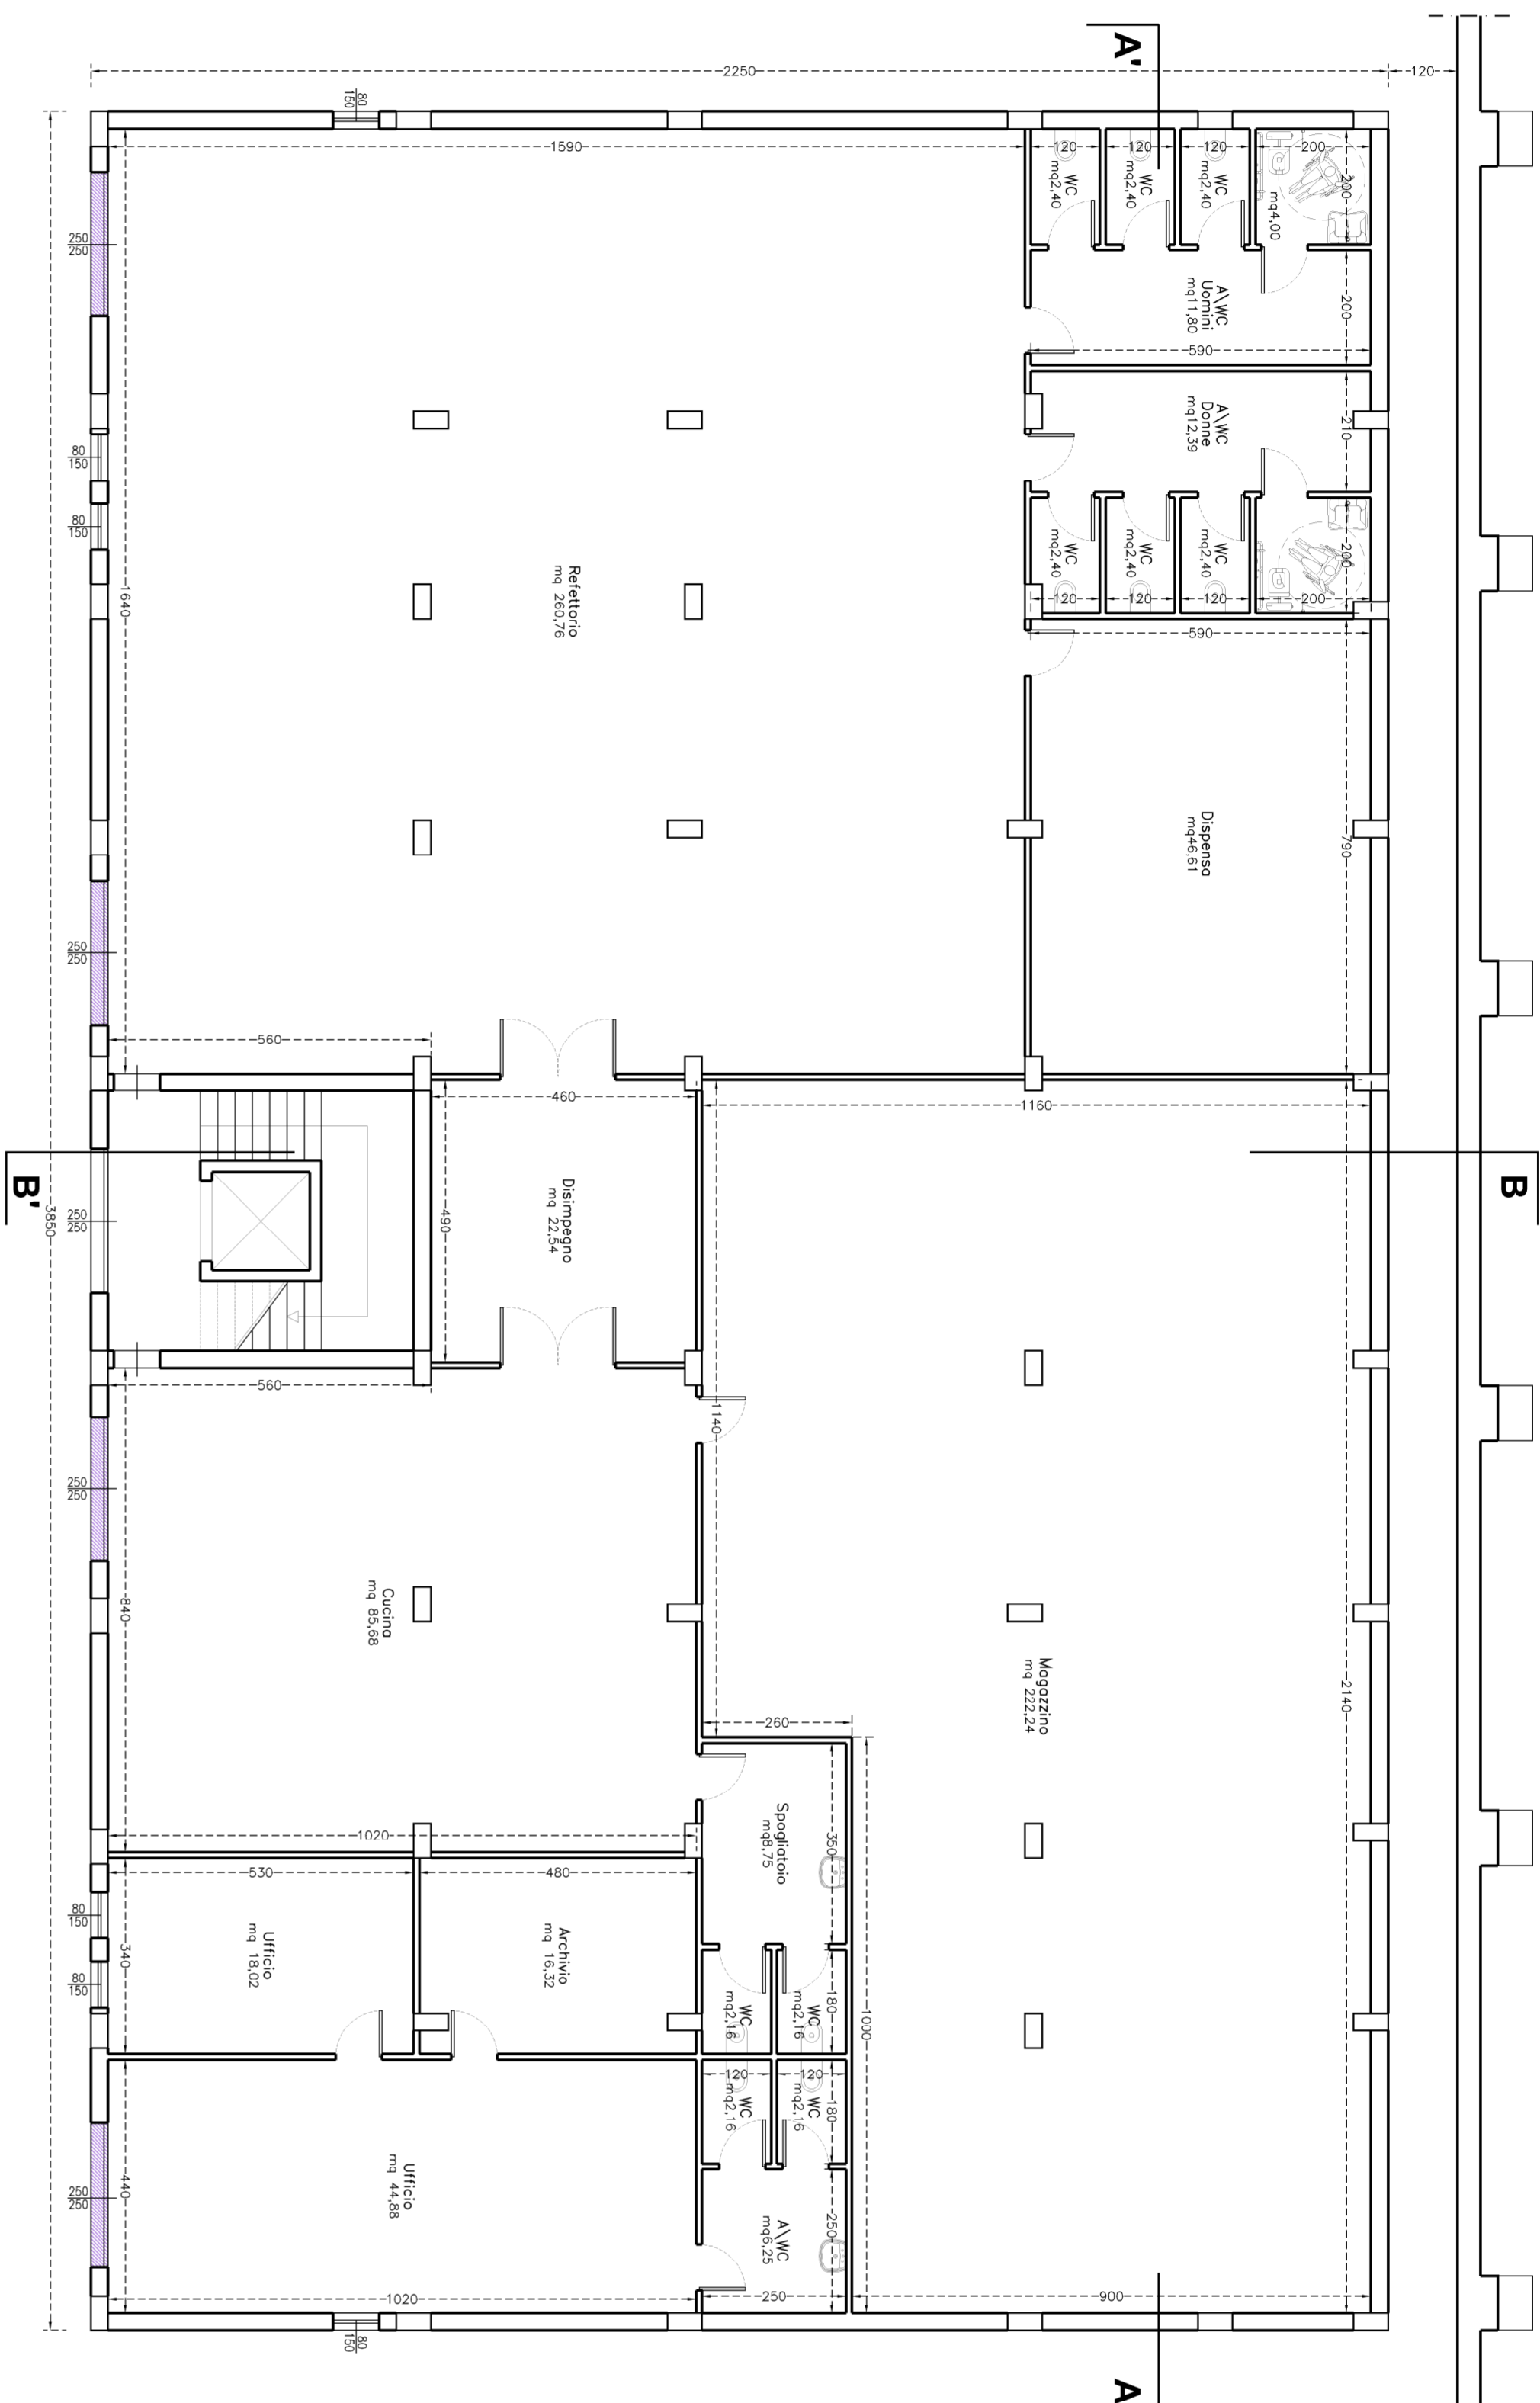 A'
2250
120
80
150
1590
120
120
120
200
200
WC
mq2,40
WC
mq2,40
WC
mq2,40
mq4,00
250
250
A\WC
Uomini
mq11,80
200
590
A\WC
Donne
mq12,39
210
80
150
80
150
WC
mq2,40
WC
mq2,40
WC
mq2,40
200
120
120
120
200
1640
Refettorio
mq 260,76
590
Dispensa
mq46,61
790
250
250
560
460
1160
B'
B
3850
250
250
490
Disimpegno
mq 22,54
560
1140
250
250
840
Cucina
mq 85,68
Magazzino
mq 222,24
2140
260
1020
Spogliatoio
mq8,75
350
530
480
80
150
80
150
340
Ufficio
mq 18,02
Archivio
mq 16,32
WC
mq2,16
WC
mq2,16
180
1000
120
120
WC
mq2,16
WC
mq2,16
180
440
Ufficio
mq 44,88
250
250
A\WC
mq6,25
250
1020
250
900
80
150
A